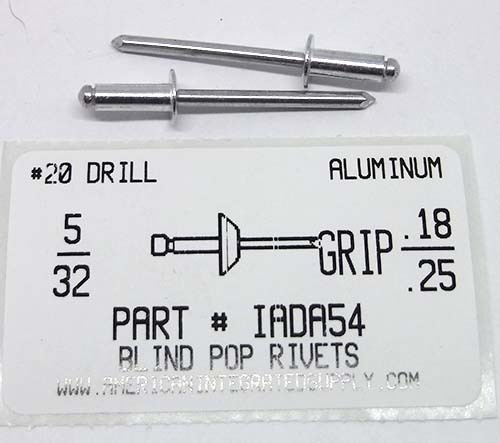 #20 DRILL ALUMINUM
5/32 GRIP .18/.25
PART # IADA54
BLIND POP RIVETS
WWW.AMERICANINTEGRATEDSUPPLY.COM